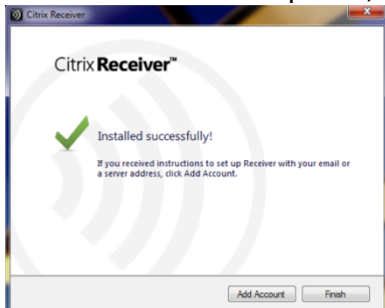 Citrix Receiver
Citrix Receiver™
Installed successfully!
If you received instructions to set up Receiver with your email or
a server address, click Add Account.
Add Account Finish